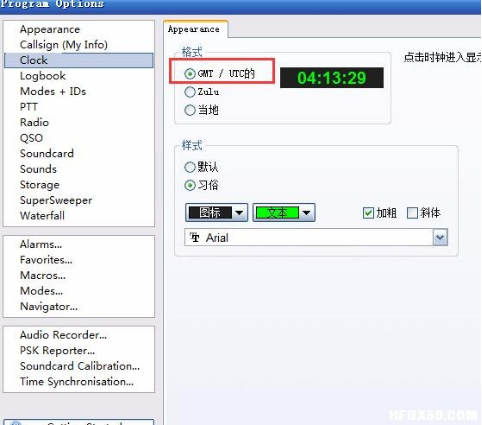 Program Options
Appearance
Callsign (My Info)
Clock
Logbook
Modes + IDs
PTT
Radio
QSO
Soundcard
Sounds
Storage
SuperSweeper
Waterfall
Alarms...
Favorites...
Macros...
Modes...
Navigator...
Audio Recorder...
PSK Reporter...
Soundcard Calibration...
Time Synchronisation...
Appearance
格式
GMT / UTC的
04:13:29
Zulu
当地
点击时钟进入显示
样式
默认
习俗
图标
文本
加粗
斜体
Arial
HFDX59.COM